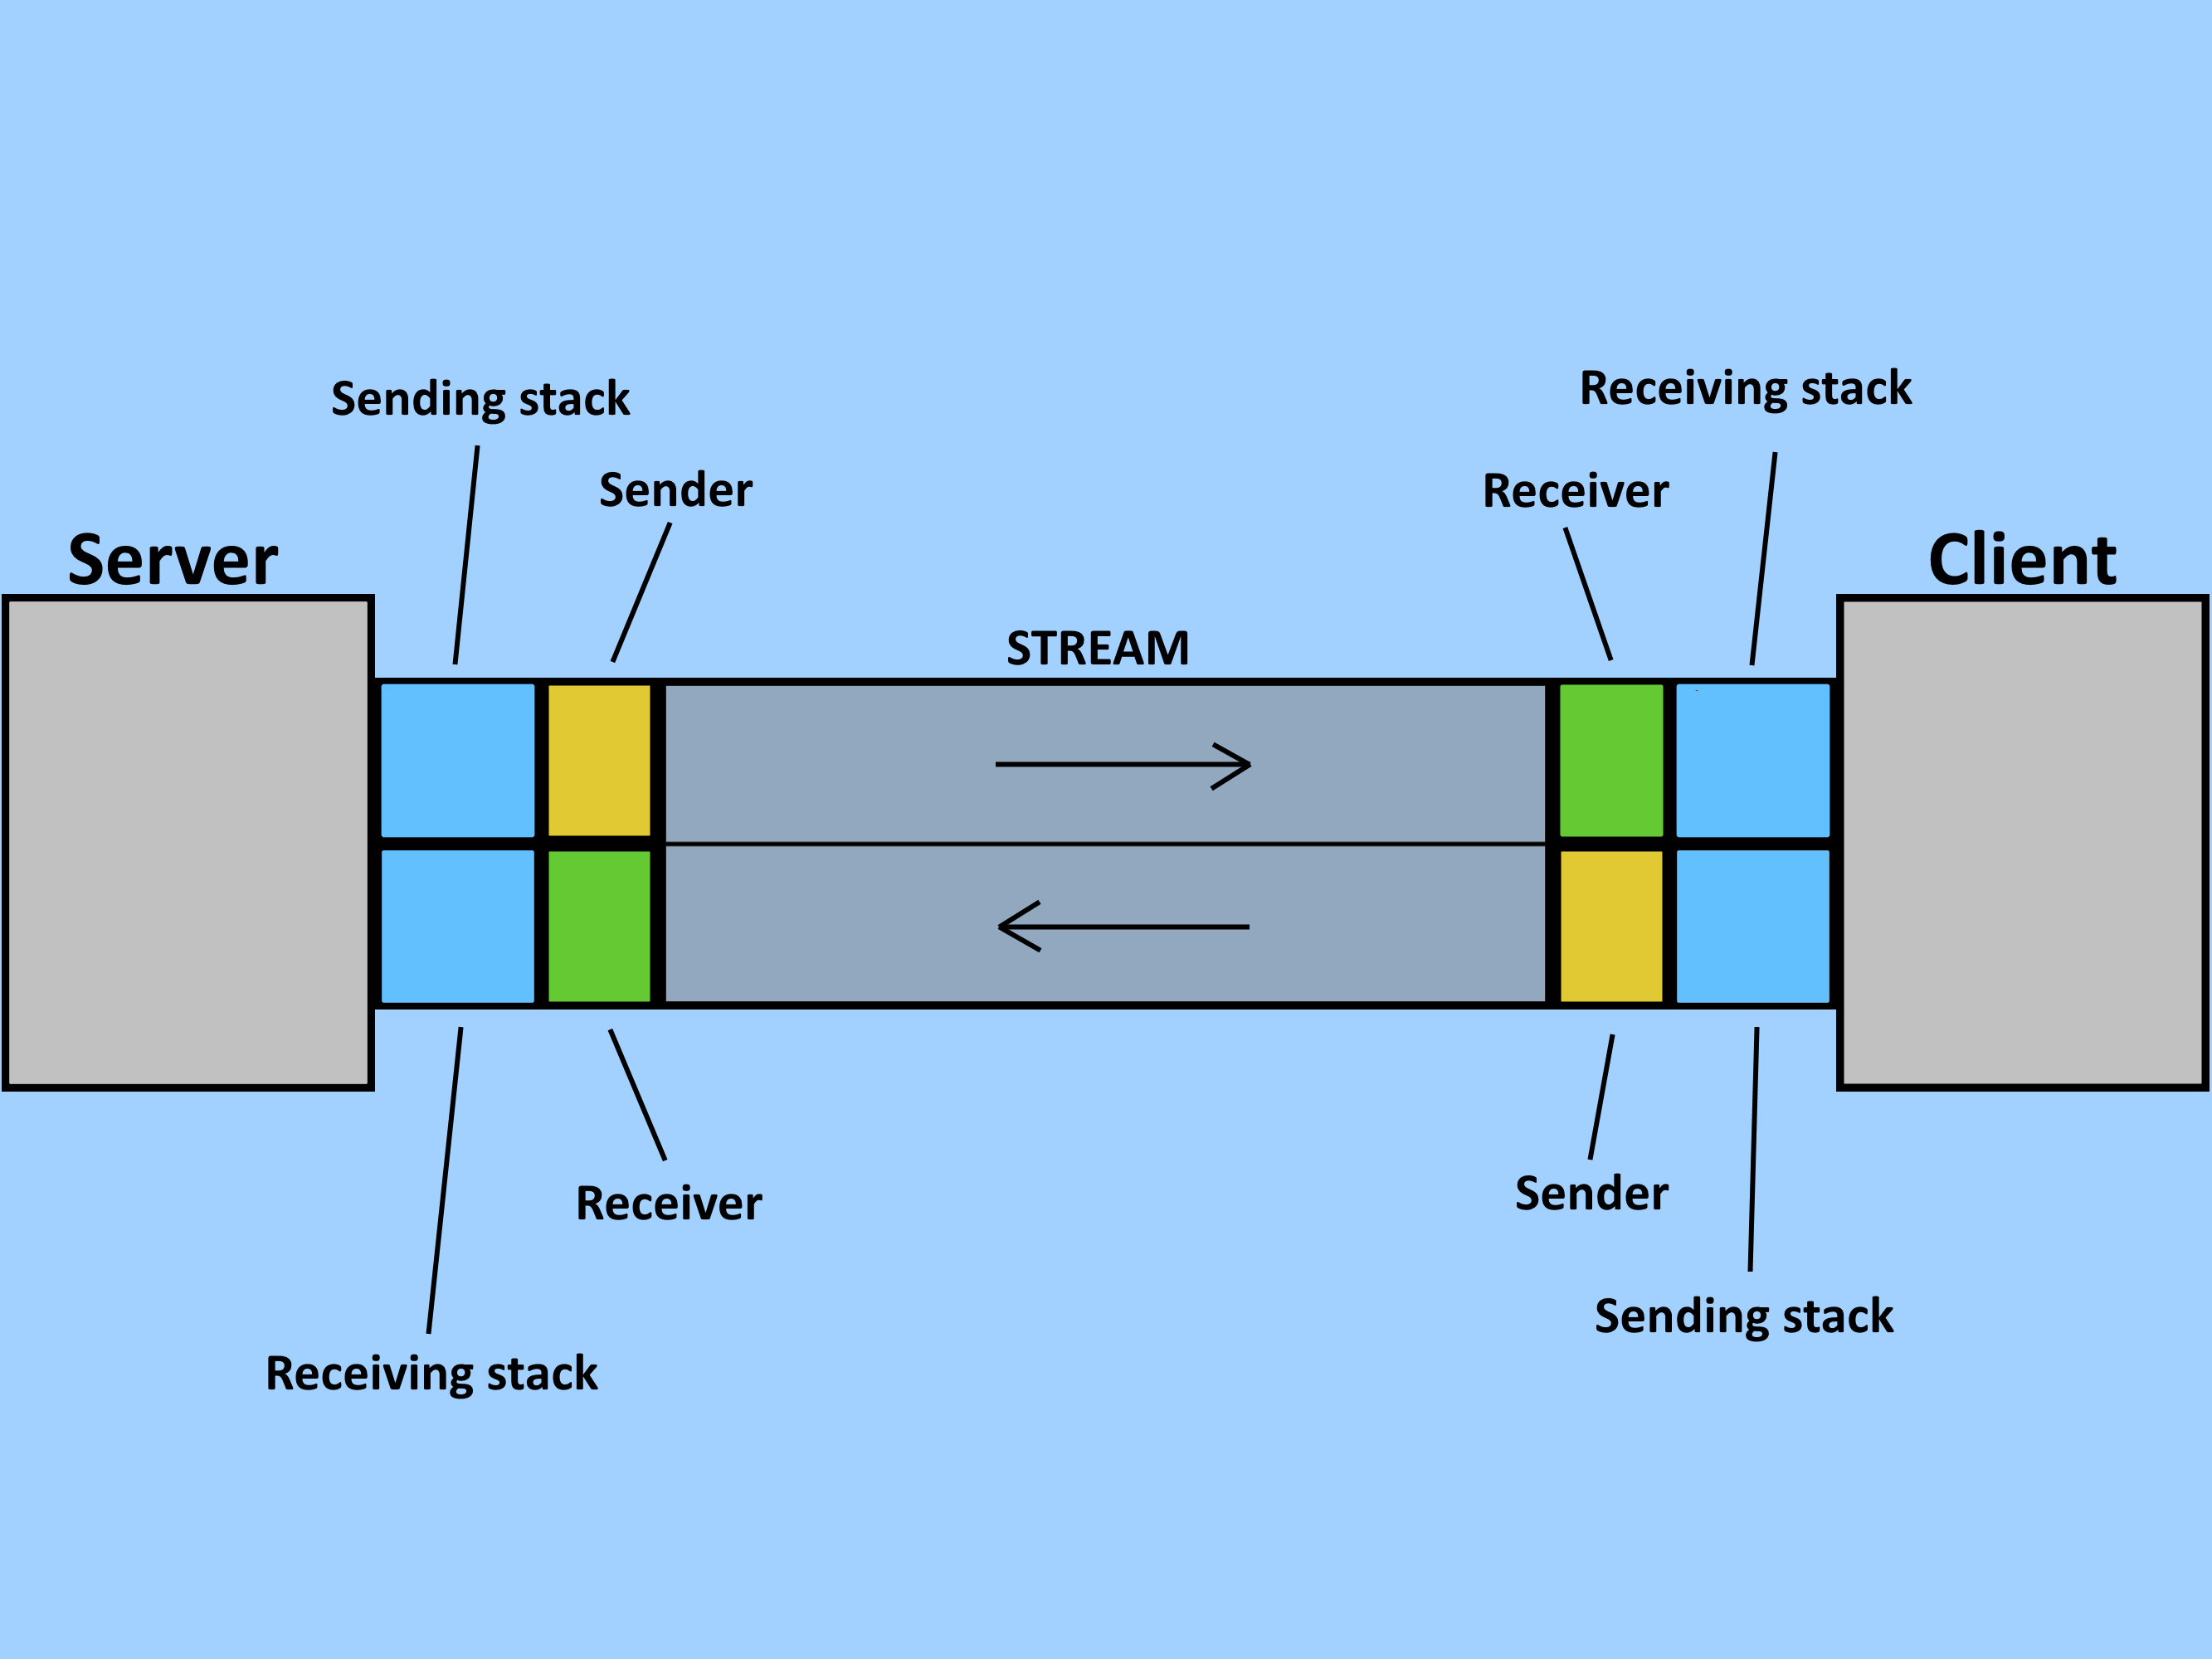 Sending stack
Receiving stack
Sender
Receiver
Server
Client
STREAM
Receiver
Sender
Sending stack
Receiving stack